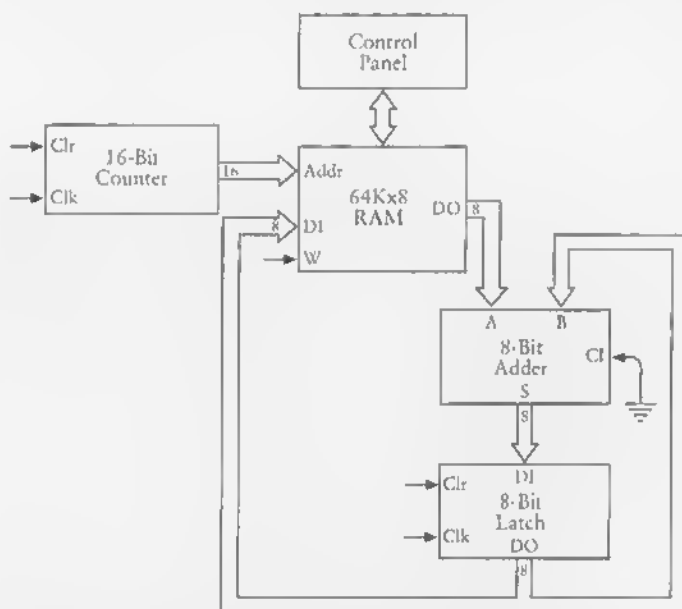 Control
Panel
Clr
16-Bit
Counter
Clk
16
Addr
64Kx8
RAM
DO
8
8
DI
W
A
B
8-Bit
Adder
CI
S
8
Clr
DI
8-Bit
Latch
Clk
DO
8